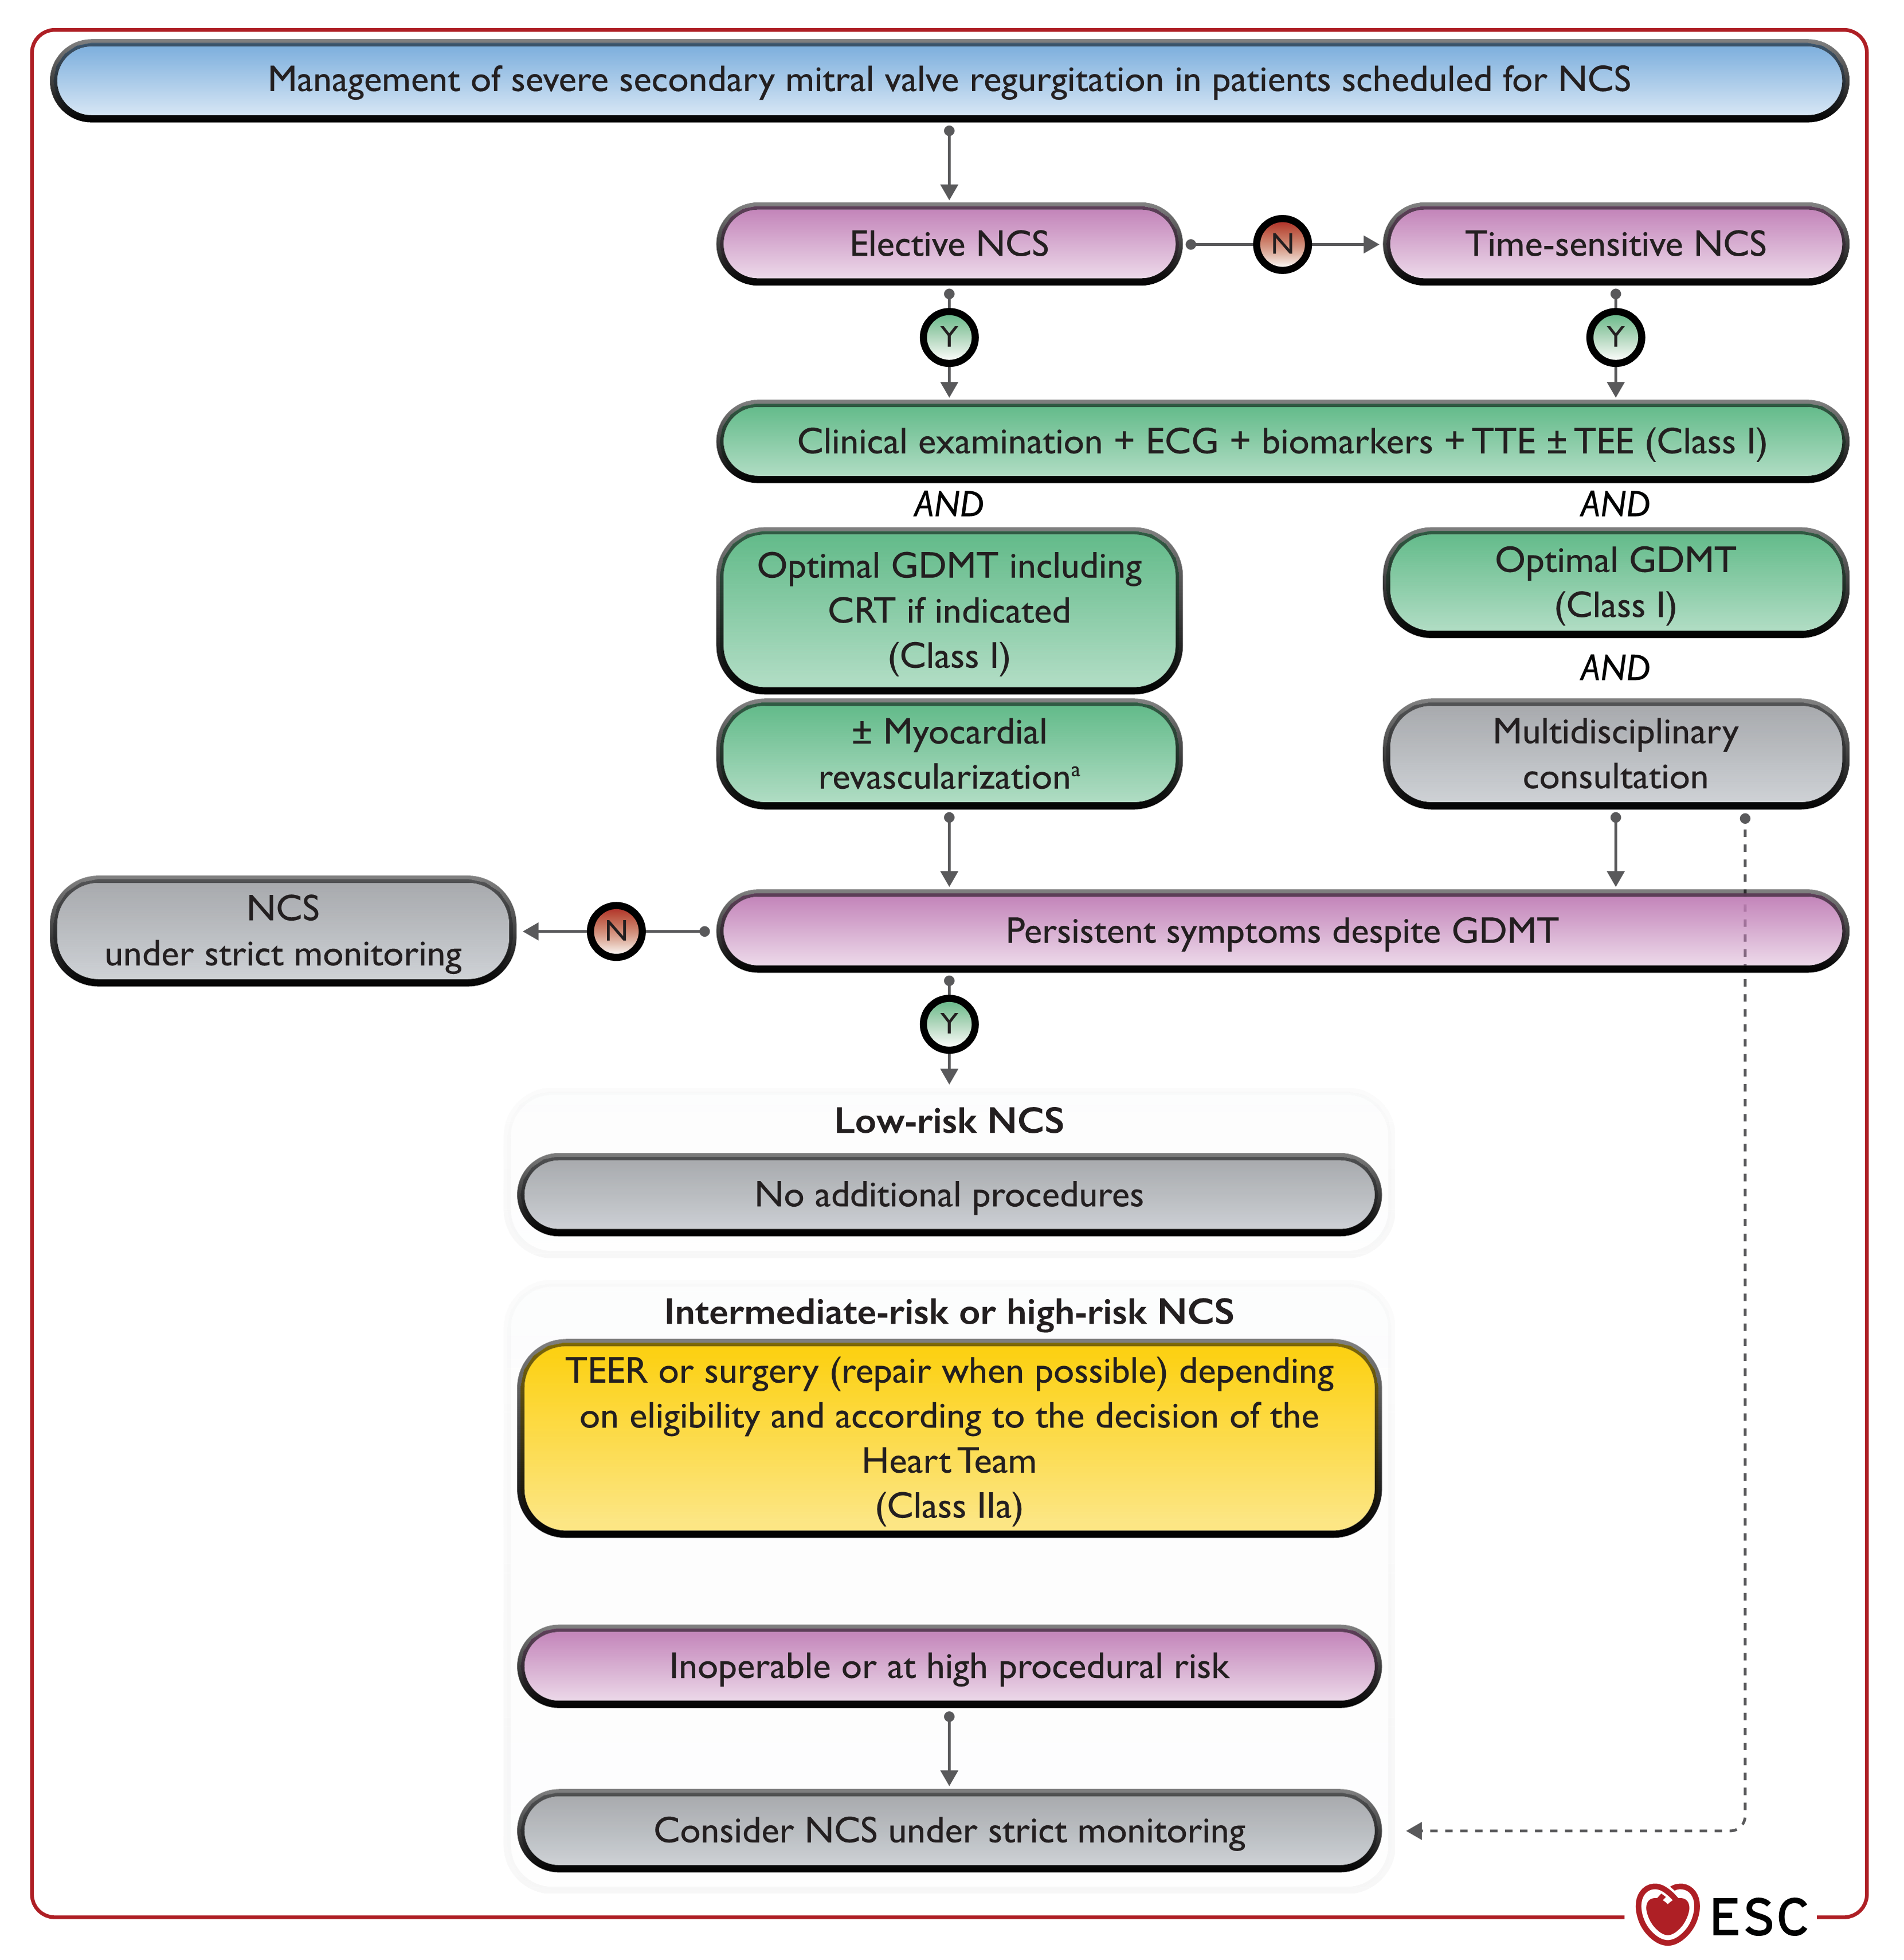 Management of severe secondary mitral valve regurgitation in patients scheduled for NCS
Elective NCS
N
Time-sensitive NCS
Y
Y
Clinical examination + ECG + biomarkers + TTE ± TEE (Class I)
AND
AND
Optimal GDMT including
CRT if indicated
(Class I)
Optimal GDMT
(Class I)
AND
± Myocardial
revascularizationᵃ
Multidisciplinary
consultation
NCS
under strict monitoring
N
Persistent symptoms despite GDMT
Y
Low-risk NCS
No additional procedures
Intermediate-risk or high-risk NCS
TEER or surgery (repair when possible) depending
on eligibility and according to the decision of the
Heart Team
(Class IIa)
Inoperable or at high procedural risk
Consider NCS under strict monitoring
ESC